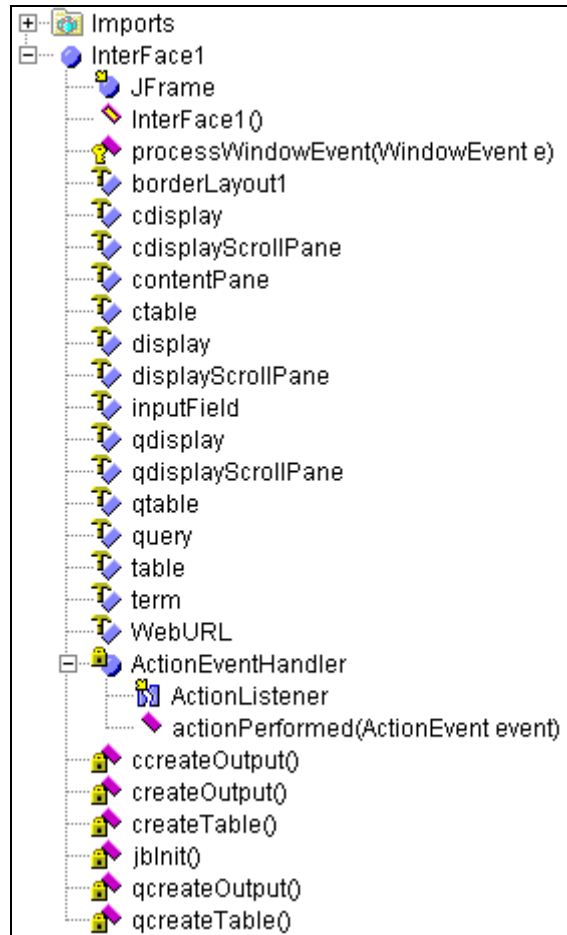 Imports
InterFace1
JFrame
InterFace1()
processWindowEvent(WindowEvent e)
borderLayout1
cdisplay
cdisplayScrollPane
contentPane
ctable
display
displayScrollPane
inputField
qdisplay
qdisplayScrollPane
qtable
query
table
term
WebURL
ActionEventHandler
ActionListener
actionPerformed(ActionEvent event)
ccreateOutput()
createOutput()
createTable()
jbInit()
qcreateOutput()
qcreateTable()